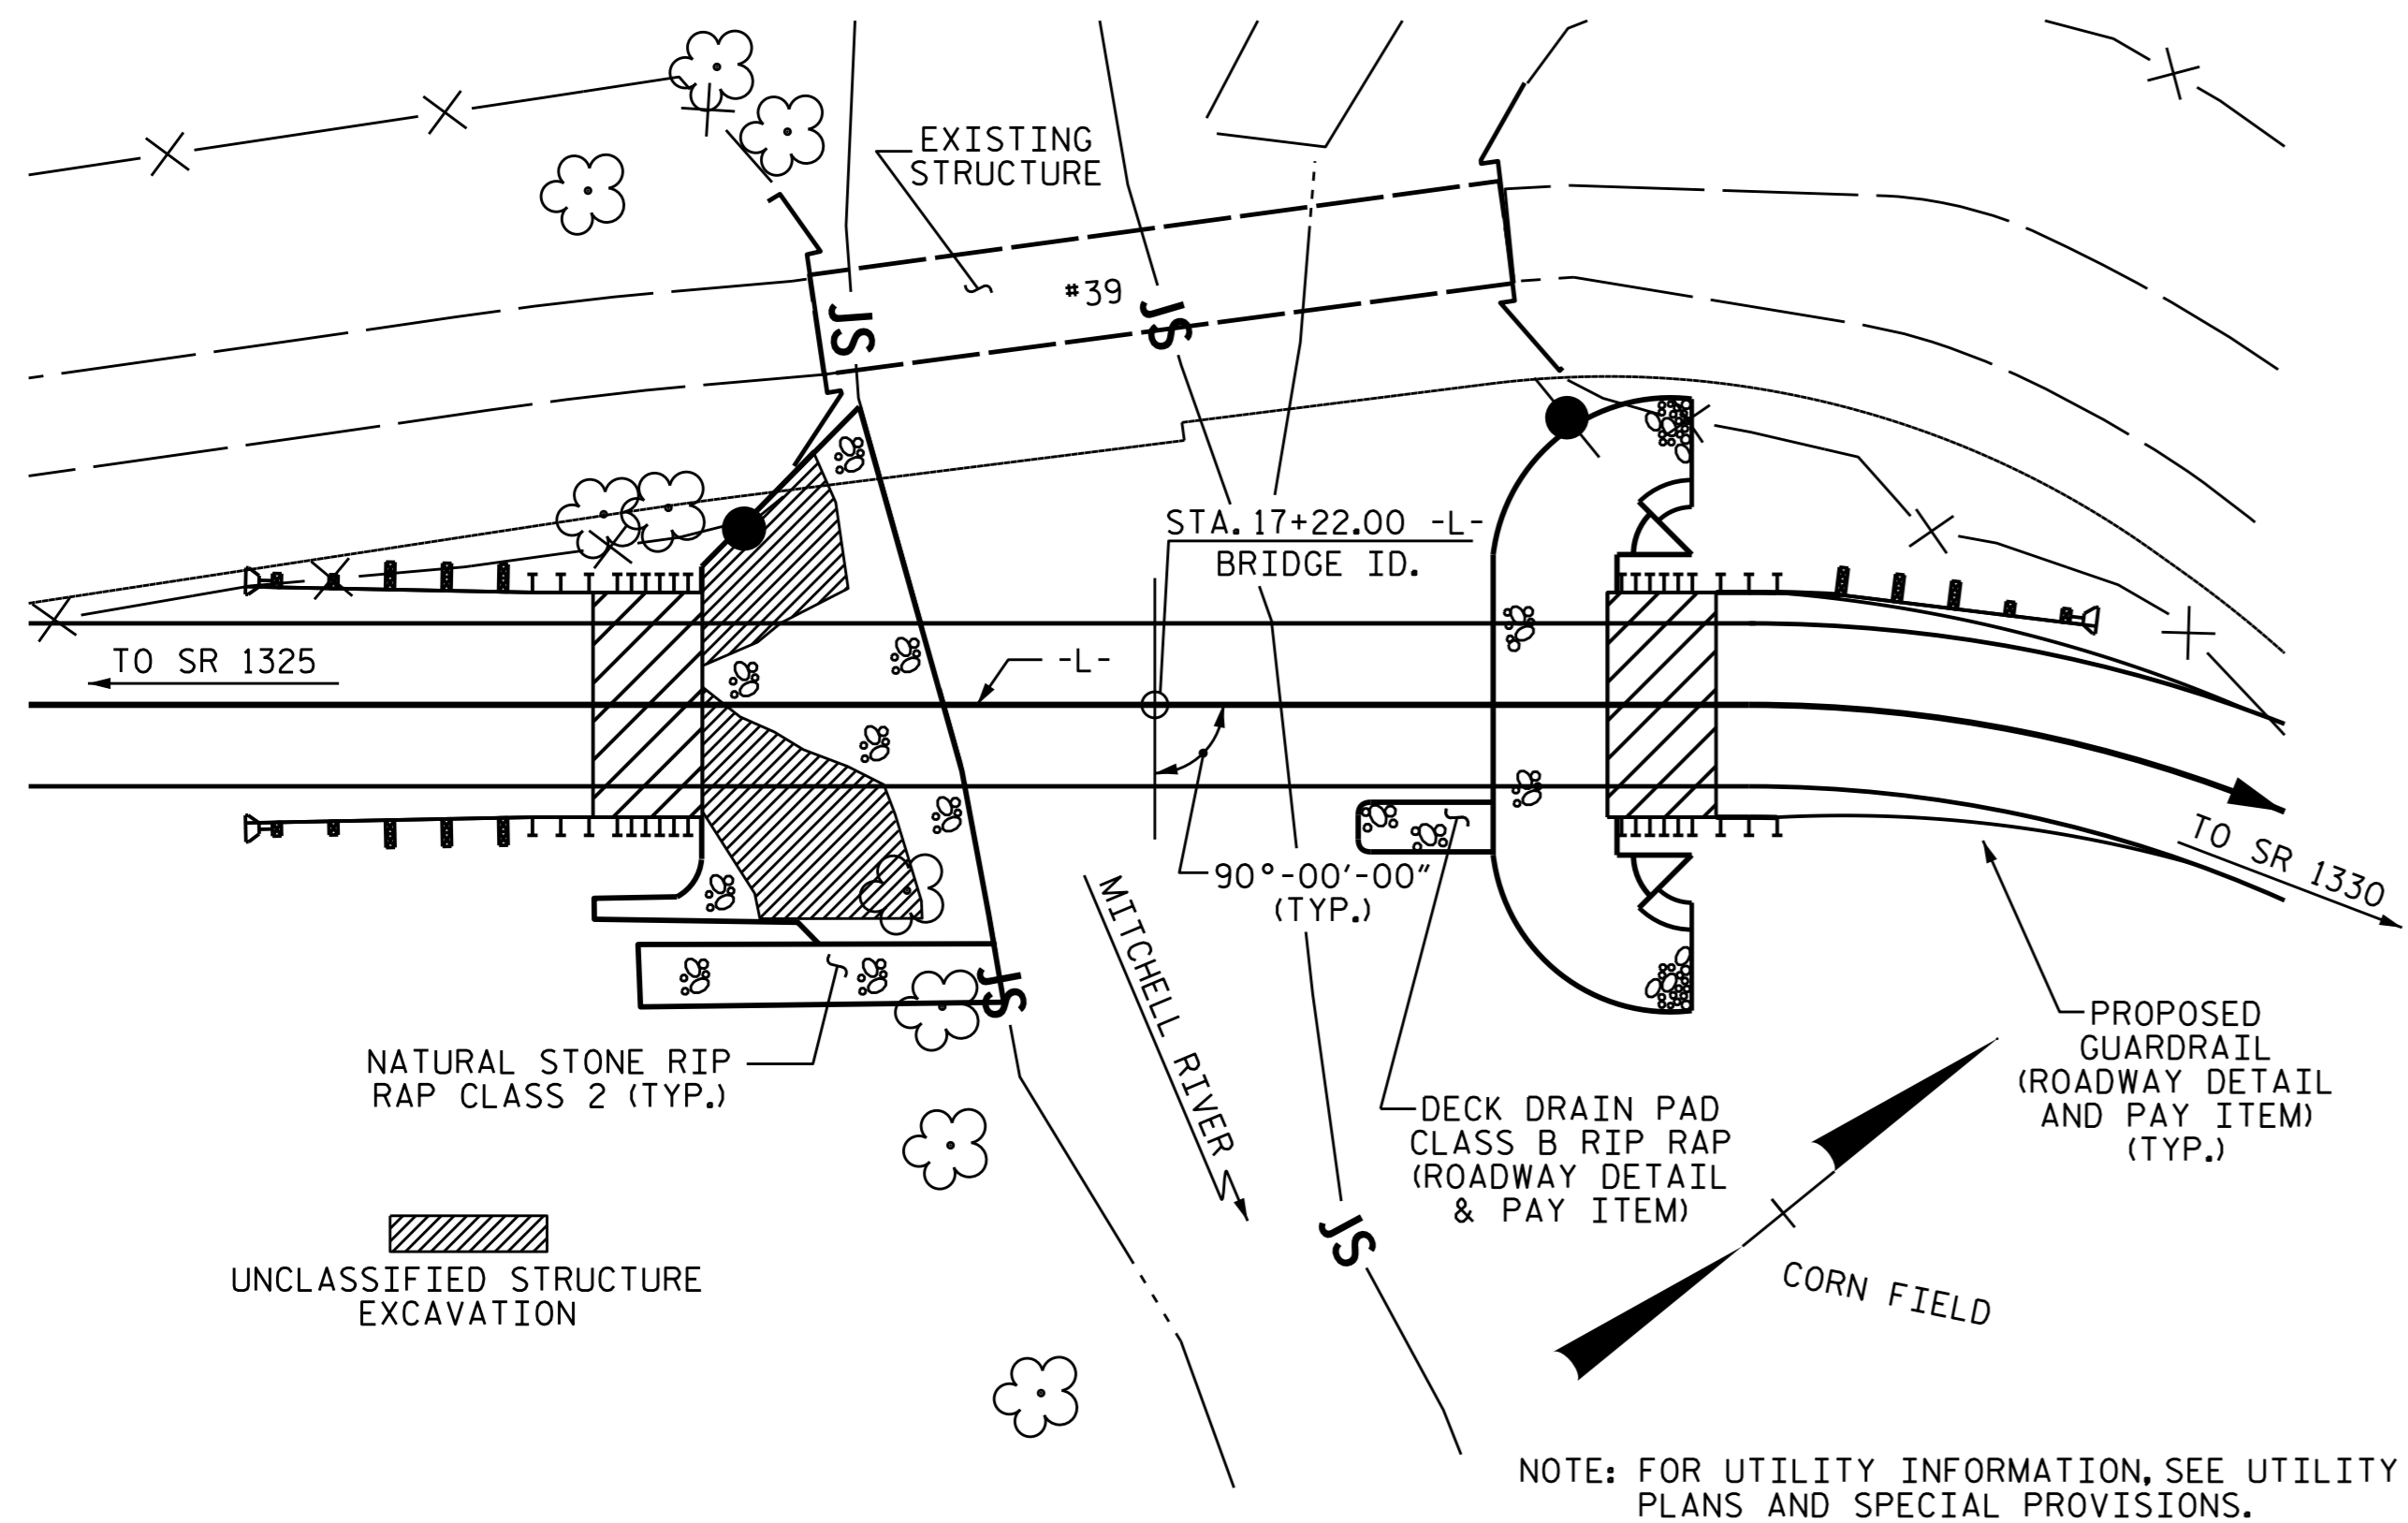 EXISTING
STRUCTURE
#39
JS
JS
STA. 17+22.00 -L-
BRIDGE ID.
TO SR 1325
-L-
90°-00'-00"
(TYP.)
TO SR 1330
MITCHELL RIVER
JS
NATURAL STONE RIP
RAP CLASS 2 (TYP.)
PROPOSED
GUARDRAIL
(ROADWAY DETAIL
AND PAY ITEM)
(TYP.)
DECK DRAIN PAD
CLASS B RIP RAP
(ROADWAY DETAIL
& PAY ITEM)
JS
UNCLASSIFIED STRUCTURE
EXCAVATION
CORN FIELD
NOTE: FOR UTILITY INFORMATION, SEE UTILITY
PLANS AND SPECIAL PROVISIONS.